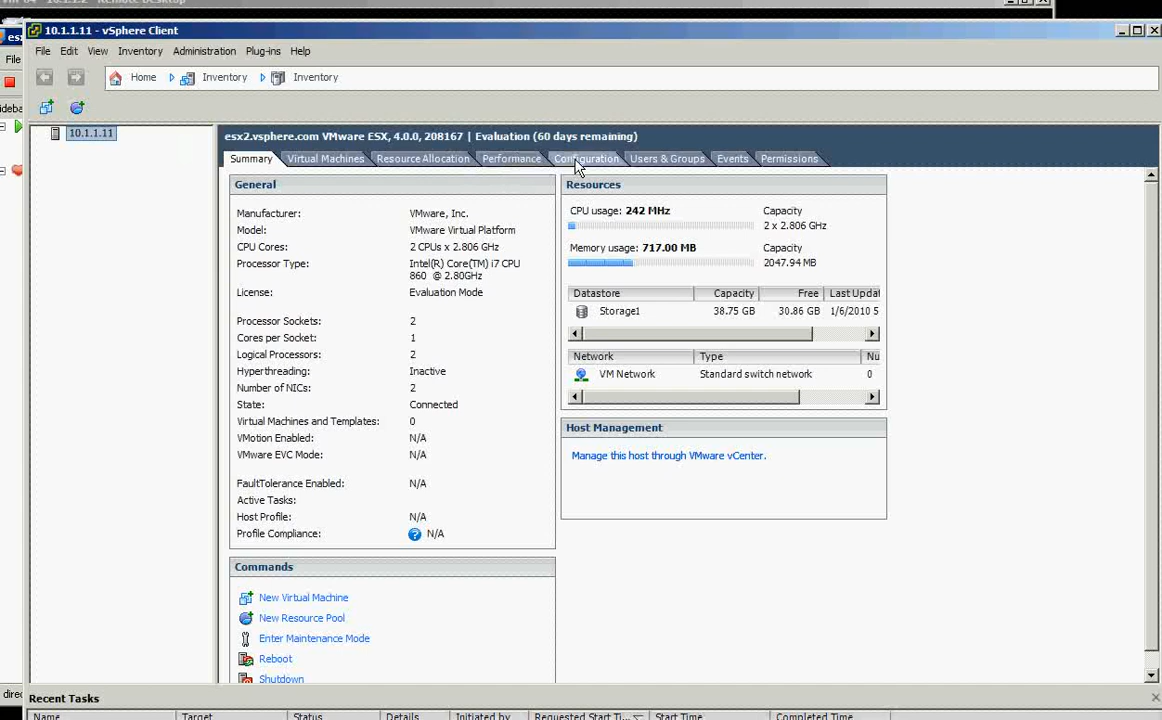 10.1.1.11 - vSphere Client
File Edit View Inventory Administration Plug-ins Help
Home Inventory Inventory
10.1.1.11
esx2.vsphere.com VMware ESX, 4.0.0, 208167 | Evaluation (60 days remaining)
Summary Virtual Machines Resource Allocation Performance Configuration Users & Groups Events Permissions
General
Manufacturer: VMware, Inc.
Model: VMware Virtual Platform
CPU Cores: 2 CPUs x 2.806 GHz
Processor Type: Intel(R) Core(TM) i7 CPU
860 @ 2.80GHz
License: Evaluation Mode
Processor Sockets: 2
Cores per Socket: 1
Logical Processors: 2
Hyperthreading: Inactive
Number of NICs: 2
State: Connected
Virtual Machines and Templates: 0
VMotion Enabled: N/A
VMware EVC Mode: N/A
FaultTolerance Enabled: N/A
Active Tasks:
Host Profile: N/A
Profile Compliance: N/A
Commands
New Virtual Machine
New Resource Pool
Enter Maintenance Mode
Reboot
Shutdown
Resources
CPU usage: 242 MHz Capacity
2 x 2.806 GHz
Memory usage: 717.00 MB Capacity
2047.94 MB
Datastore Capacity Free Last Updat
Storage1 38.75 GB 30.86 GB 1/6/2010 5
Network Type Nu
VM Network Standard switch network 0
Host Management
Manage this host through VMware vCenter.
Recent Tasks
Name Target Status Details Initiated by Requested Start Ti... Start Time Completed Time